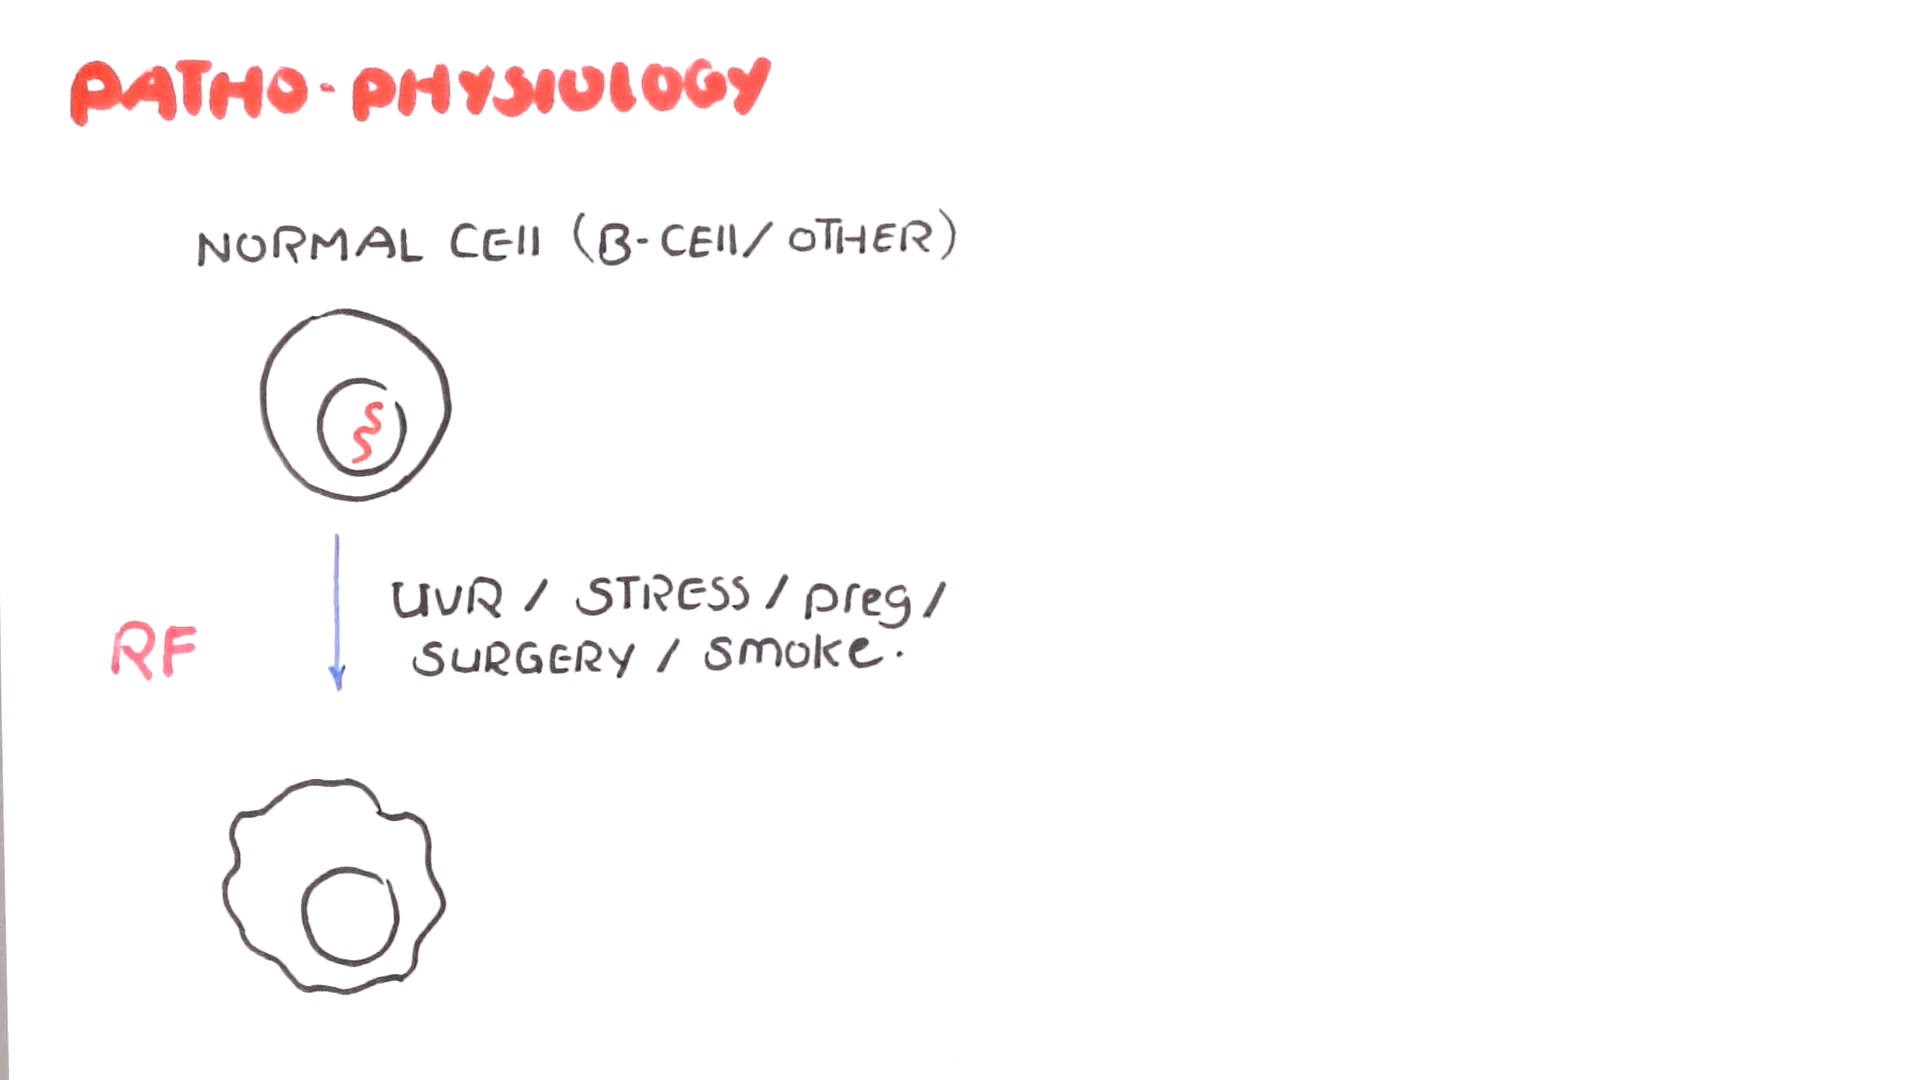 PATHO-PHYSIOLOGY
NORMAL CEll (B-CEll/ OTHER)
UVR / STRESS / preg /
SURGERY / smoke.
RF